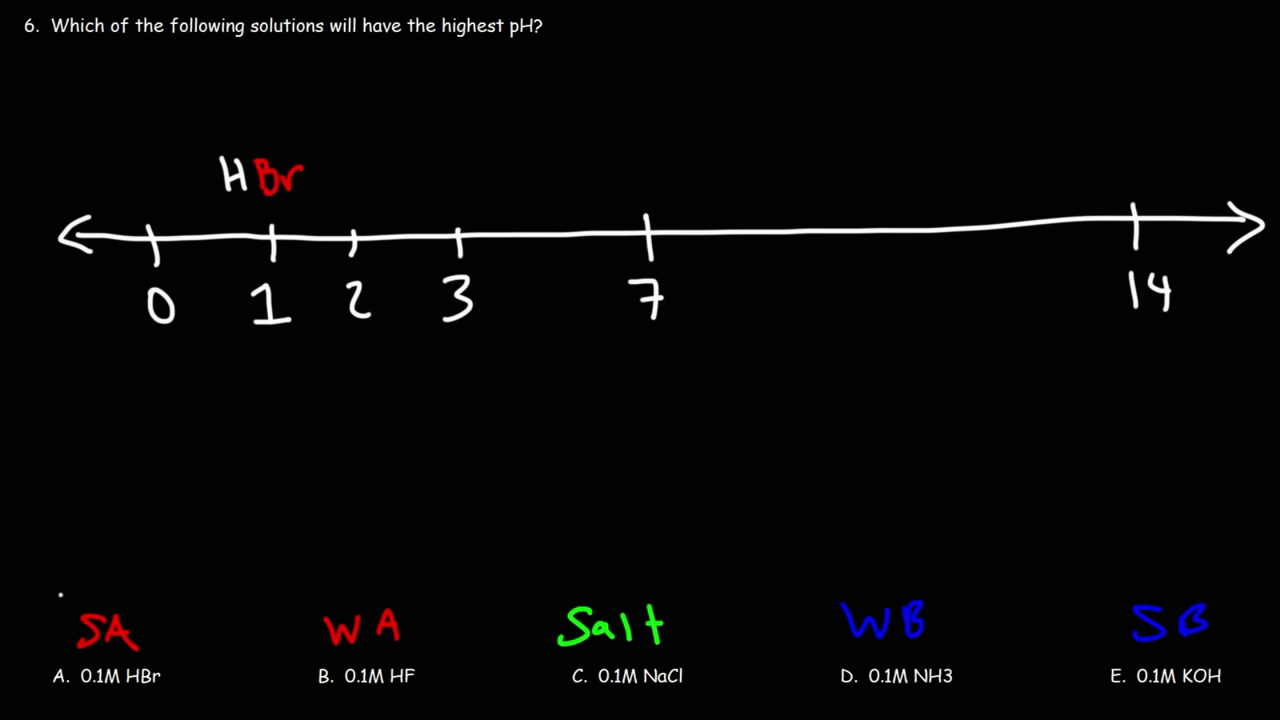 6. Which of the following solutions will have the highest pH?
HBr
0 1 2 3 7 14
SA WA Salt WB SB
A. 0.1M HBr B. 0.1M HF C. 0.1M NaCl D. 0.1M NH3 E. 0.1M KOH